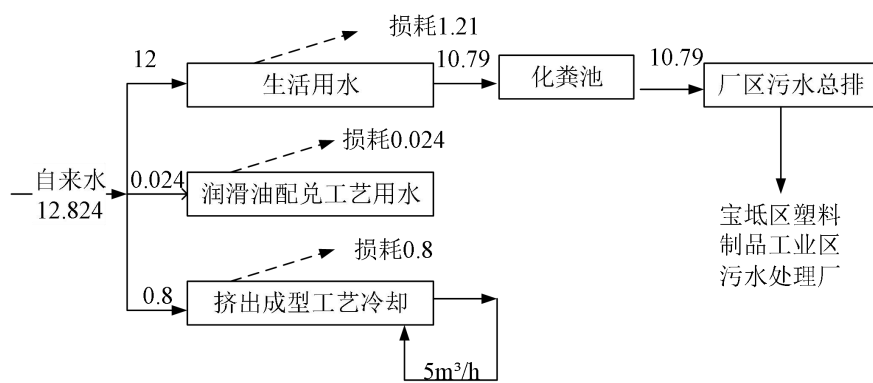 损耗1.21
12
生活用水
10.79
化粪池
10.79
厂区污水总排
损耗0.024
自来水
12.824
0.024
润滑油配兑工艺用水
宝坻区塑料
制品工业区
污水处理厂
损耗0.8
0.8
挤出成型工艺冷却
5m³/h